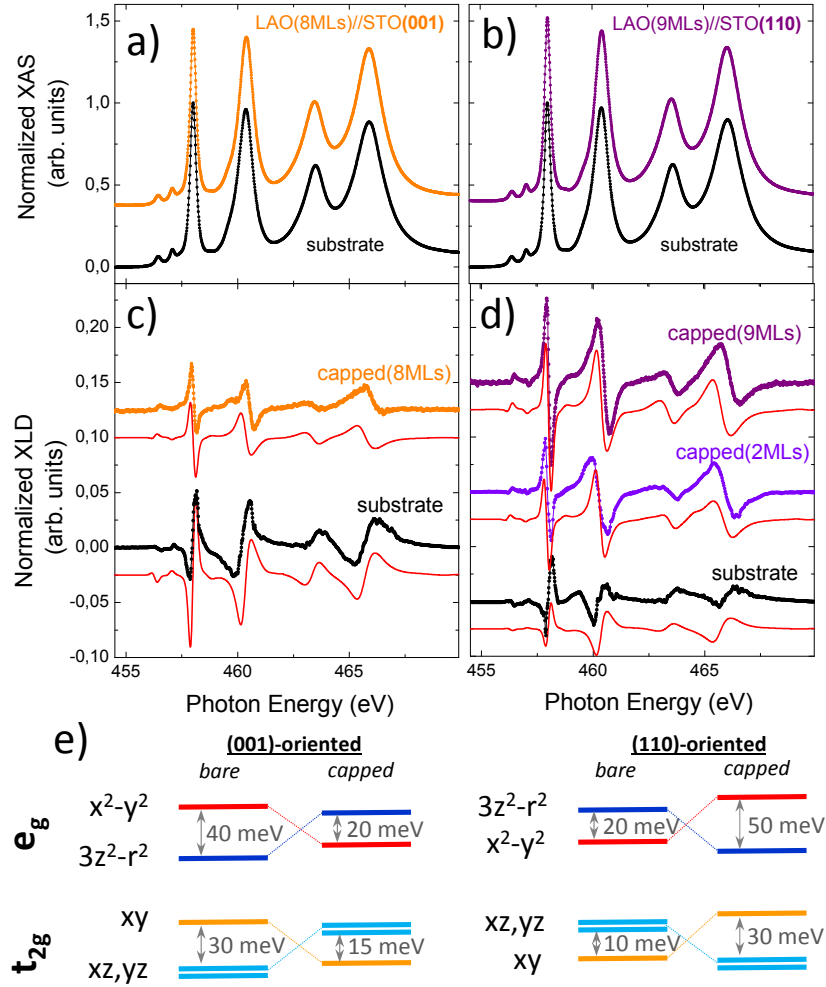 a)
LAO(8MLs)//STO(001)
b)
LAO(9MLs)//STO(110)
Normalized XAS
(arb. units)
1,5
1,0
0,5
0,0
substrate
substrate
c)
capped(8MLs)
substrate
d)
capped(9MLs)
capped(2MLs)
substrate
Normalized XLD
(arb. units)
0,20
0,15
0,10
0,05
0,00
-0,05
-0,10
455 460 465
455 460 465
Photon Energy (eV)
Photon Energy (eV)
e)
(001)-oriented
bare capped
(110)-oriented
bare capped
eg
x²-y²
3z²-r²
40 meV
20 meV
3z²-r²
x²-y²
20 meV
50 meV
t2g
xy
xz,yz
30 meV
15 meV
xz,yz
xy
10 meV
30 meV